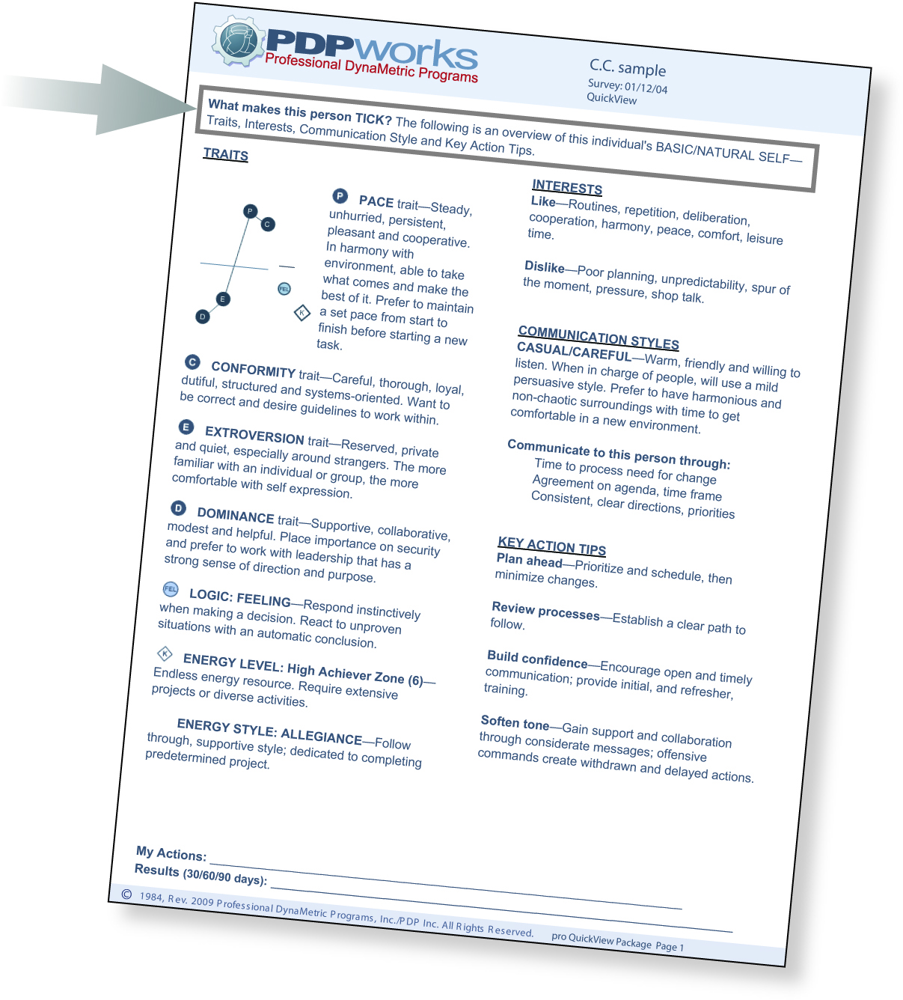 PDPworks
Professional DynaMetric Programs
C.C. sample
Survey: 01/12/04
QuickView
What makes this person TICK? The following is an overview of this individual's BASIC/NATURAL SELF—
Traits, Interests, Communication Style and Key Action Tips.
TRAITS
P
C
FEL
E
K
D
P PACE trait—Steady,
unhurried, persistent,
pleasant and cooperative.
In harmony with
environment, able to take
what comes and make the
best of it. Prefer to maintain
a set pace from start to
finish before starting a new
task.
C CONFORMITY trait—Careful, thorough, loyal,
dutiful, structured and systems-oriented. Want to
be correct and desire guidelines to work within.
E EXTROVERSION trait—Reserved, private
and quiet, especially around strangers. The more
familiar with an individual or group, the more
comfortable with self expression.
D DOMINANCE trait—Supportive, collaborative,
modest and helpful. Place importance on security
and prefer to work with leadership that has a
strong sense of direction and purpose.
FEL LOGIC: FEELING—Respond instinctively
when making a decision. React to unproven
situations with an automatic conclusion.
K ENERGY LEVEL: High Achiever Zone (6)—
Endless energy resource. Require extensive
projects or diverse activities.
ENERGY STYLE: ALLEGIANCE—Follow
through, supportive style; dedicated to completing
predetermined project.
INTERESTS
Like—Routines, repetition, deliberation,
cooperation, harmony, peace, comfort, leisure
time.
Dislike—Poor planning, unpredictability, spur of
the moment, pressure, shop talk.
COMMUNICATION STYLES
CASUAL/CAREFUL—Warm, friendly and willing to
listen. When in charge of people, will use a mild
persuasive style. Prefer to have harmonious and
non-chaotic surroundings with time to get
comfortable in a new environment.
Communicate to this person through:
Time to process need for change
Agreement on agenda, time frame
Consistent, clear directions, priorities
KEY ACTION TIPS
Plan ahead—Prioritize and schedule, then
minimize changes.
Review processes—Establish a clear path to
follow.
Build confidence—Encourage open and timely
communication; provide initial, and refresher,
training.
Soften tone—Gain support and collaboration
through considerate messages; offensive
commands create withdrawn and delayed actions.
My Actions:
Results (30/60/90 days):
© 1984, Rev. 2009 Professional DynaMetric Programs, Inc./PDP Inc. All Rights Reserved. pro QuickView Package Page 1